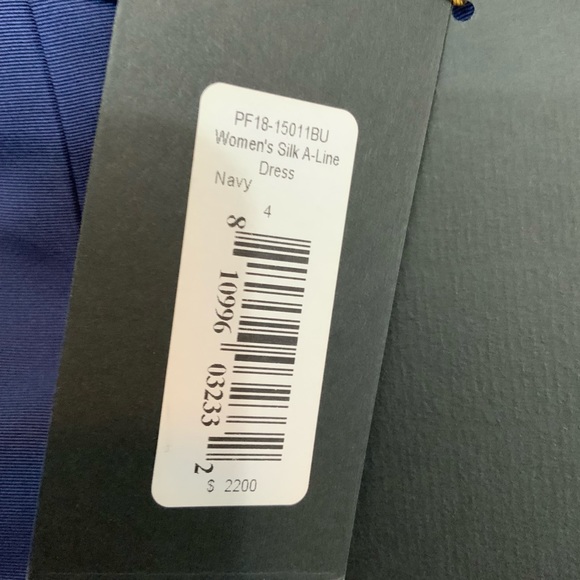 PF18-15011BU
Women's Silk A-Line
Dress
Navy
4
8 10996 03233 2
$ 2200